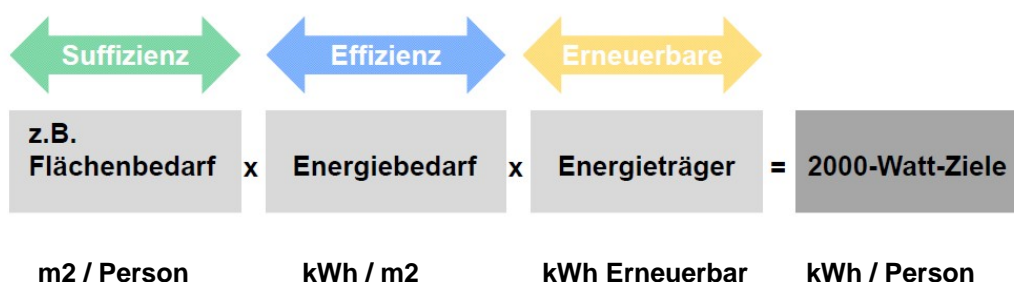 Suffizienz Effizienz Erneuerbare
z.B.
Flächenbedarf x Energiebedarf x Energieträger = 2000-Watt-Ziele
m2 / Person kWh / m2 kWh Erneuerbar kWh / Person